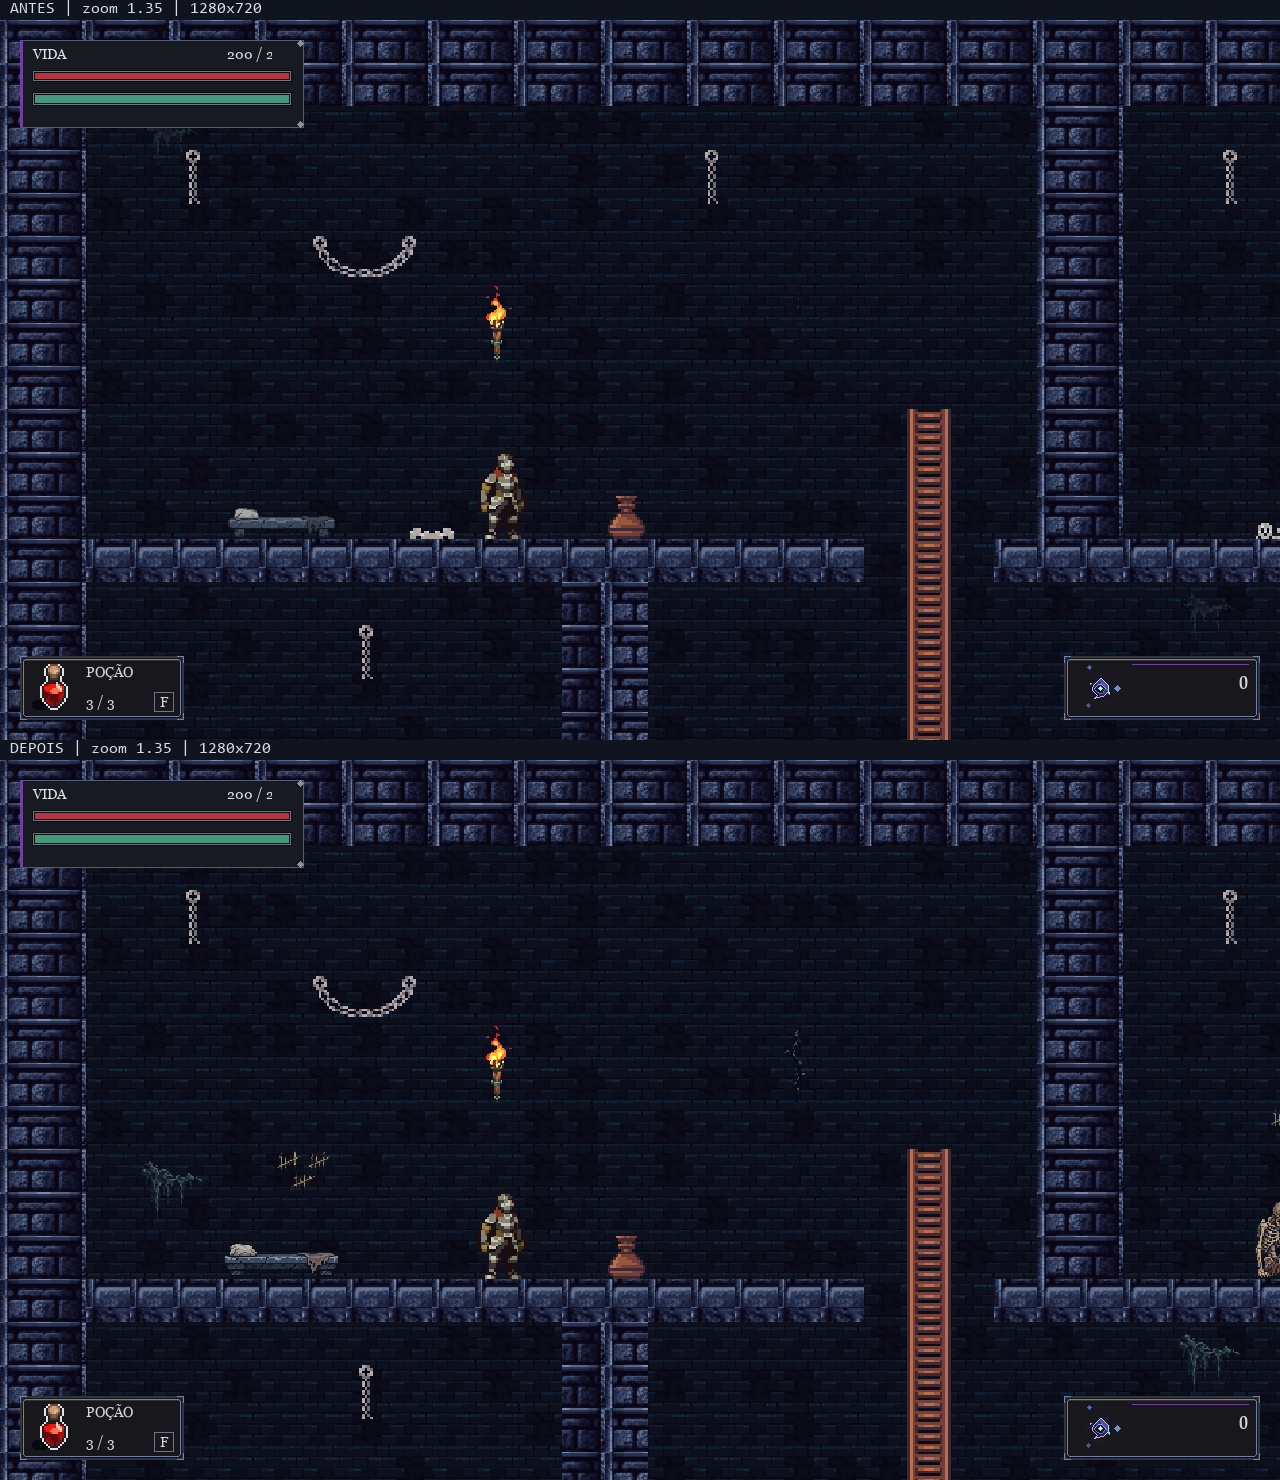 ANTES | zoom 1.35 | 1280x720
VIDA 200 / 2
POÇÃO
3 / 3 F
0
DEPOIS | zoom 1.35 | 1280x720
VIDA 200 / 2
POÇÃO
3 / 3 F
0